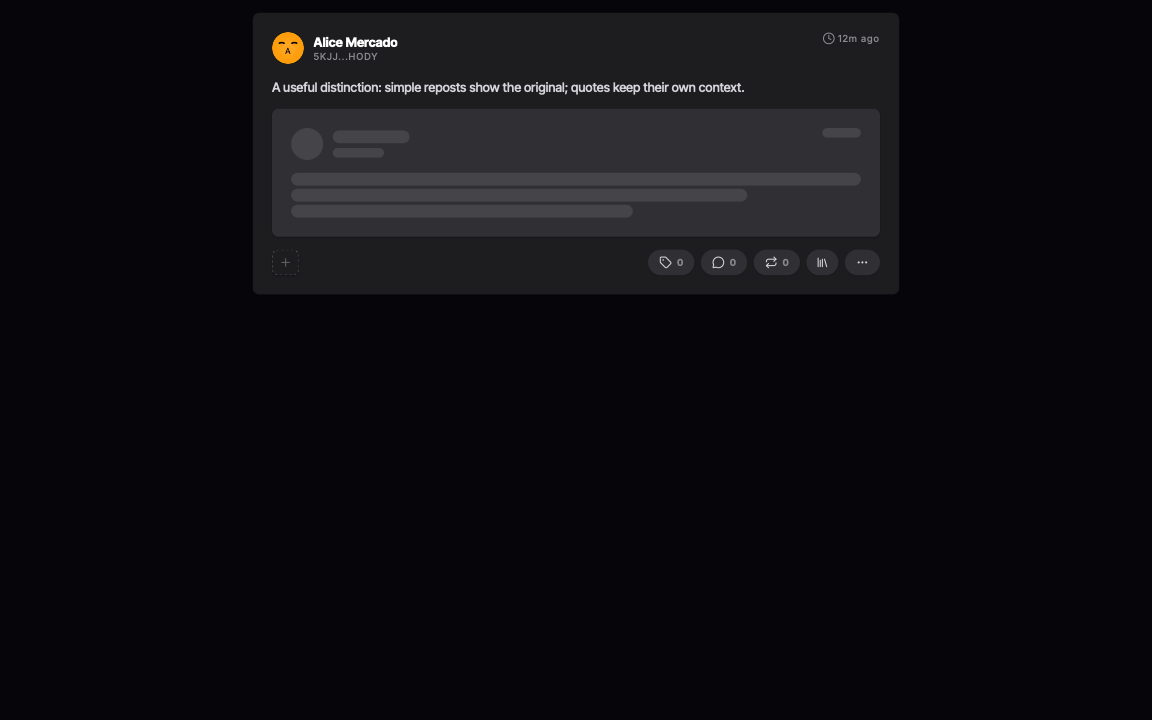 Alice Mercado
12m ago
5KJJ...HODY
A useful distinction: simple reposts show the original; quotes keep their own context.
0
0
0